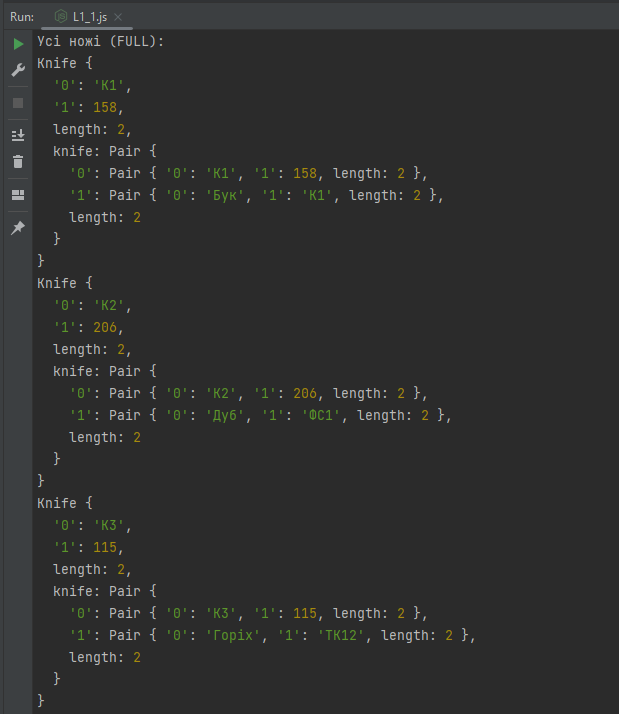 Run: L1_1.js
Усі ножі (FULL):
Knife {
  '0': 'К1',
  '1': 158,
  length: 2,
  knife: Pair {
    '0': Pair { '0': 'К1', '1': 158, length: 2 },
    '1': Pair { '0': 'Бук', '1': 'К1', length: 2 },
    length: 2
  }
}
Knife {
  '0': 'К2',
  '1': 206,
  length: 2,
  knife: Pair {
    '0': Pair { '0': 'К2', '1': 206, length: 2 },
    '1': Pair { '0': 'Дуб', '1': 'ФС1', length: 2 },
    length: 2
  }
}
Knife {
  '0': 'К3',
  '1': 115,
  length: 2,
  knife: Pair {
    '0': Pair { '0': 'К3', '1': 115, length: 2 },
    '1': Pair { '0': 'Горіх', '1': 'ТК12', length: 2 },
    length: 2
  }
}